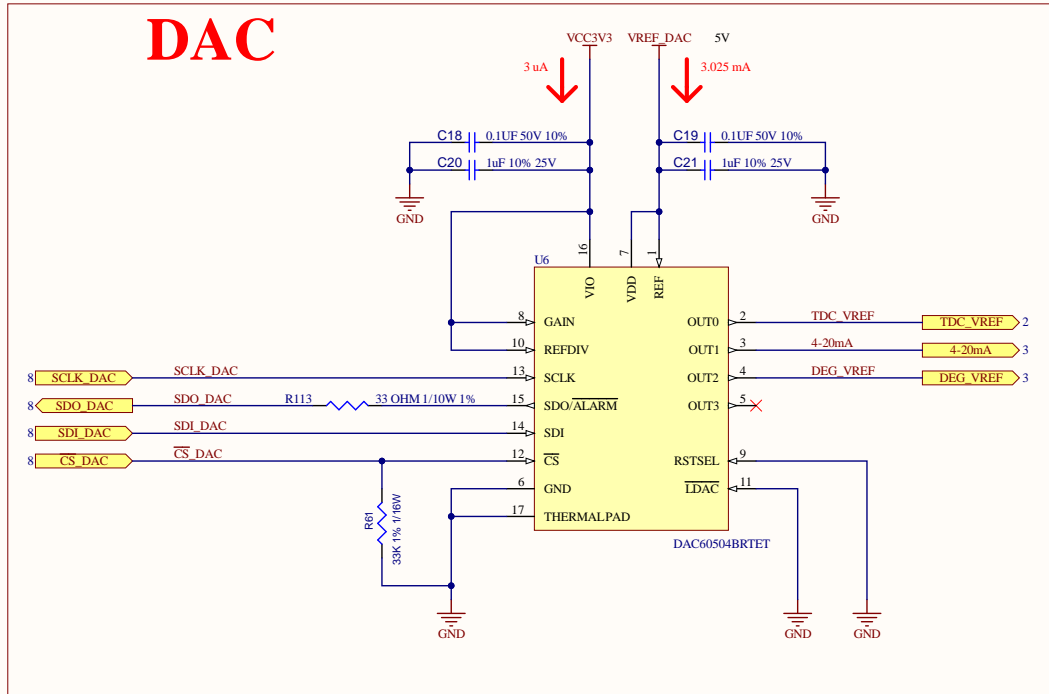 DAC
VCC3V3 VREF_DAC 5V
3 uA 3.025 mA
C18 0.1UF 50V 10% C19 0.1UF 50V 10%
C20 1uF 10% 25V C21 1uF 10% 25V
GND GND
16 7 1
U6
VIO VDD REF
8 GAIN OUT0 2 TDC_VREF TDC_VREF 2
10 REFDIV OUT1 3 4-20mA 4-20mA 3
8 SCLK_DAC SCLK_DAC 13 SCLK OUT2 4 DEG_VREF DEG_VREF 3
8 SDO_DAC SDO_DAC R113 33 OHM 1/10W 1% 15 SDO/ALARM OUT3 5
8 SDI_DAC SDI_DAC 14 SDI
8 CS_DAC CS_DAC 12 CS RSTSEL 9
6 GND LDAC 11
17 THERMALPAD
R61
33K 1% 1/16W
DAC60504BRTET
GND GND GND